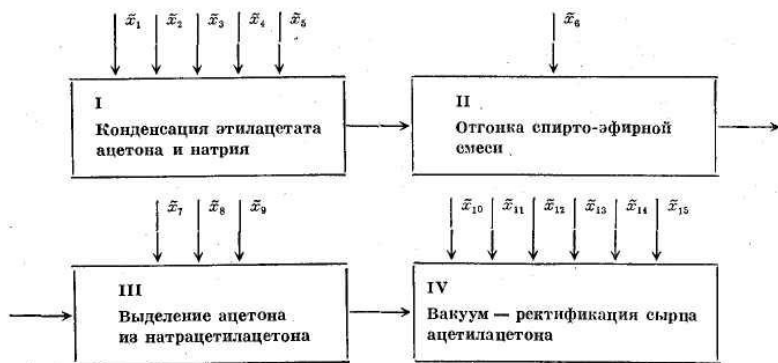 x̃₁ x̃₂ x̃₃ x̃₄ x̃₅
x̃₆
I
Конденсация этилацетата
ацетона и натрия
II
Отгонка спирто-эфирной
смеси
x̃₇ x̃₈ x̃₉
x̃₁₀ x̃₁₁ x̃₁₂ x̃₁₃ x̃₁₄ x̃₁₅
III
Выделение ацетона
из натрацетилацетона
IV
Вакуум — ректификация сырца
ацетилацетона